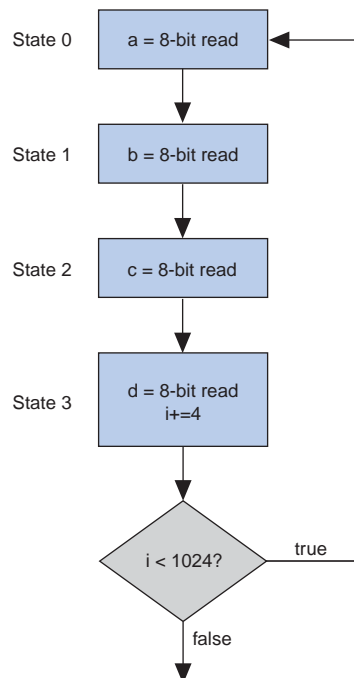 State 0
a = 8-bit read
State 1
b = 8-bit read
State 2
c = 8-bit read
State 3
d = 8-bit read
i+=4
i < 1024?
true
false